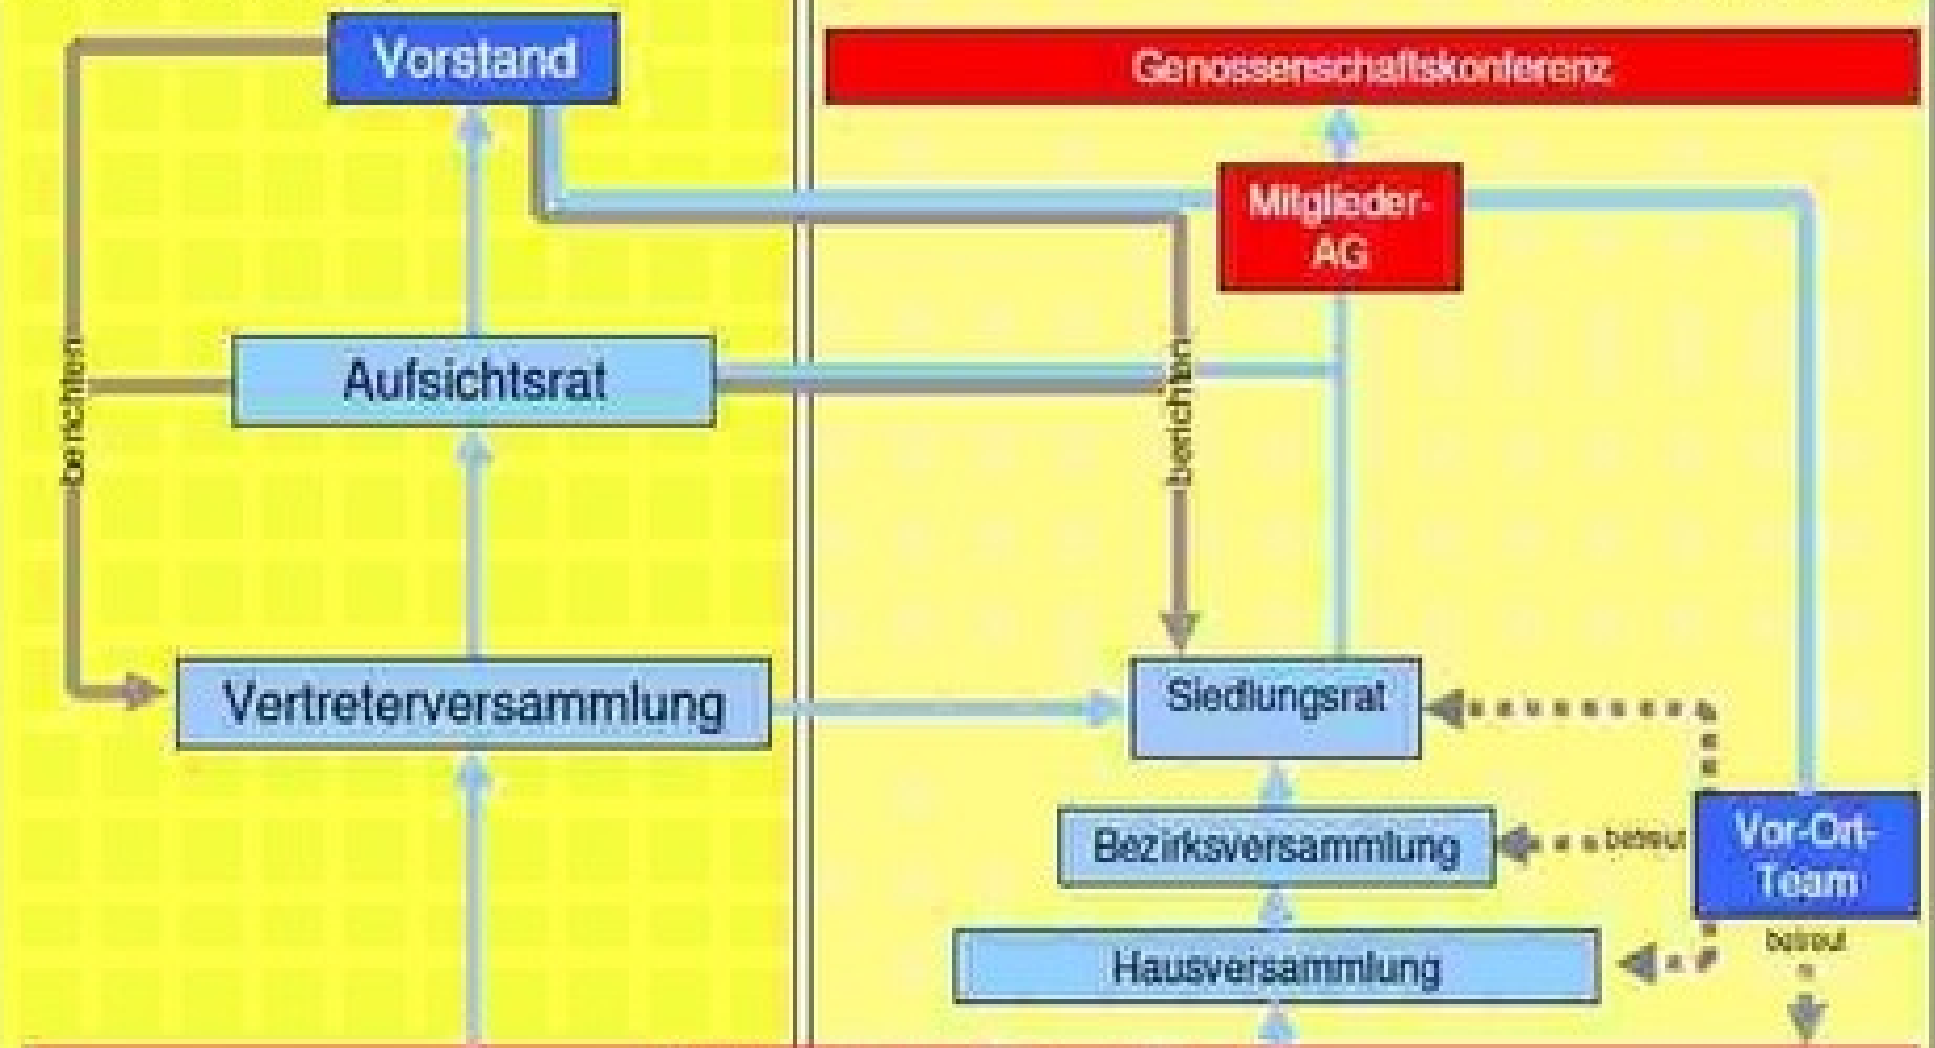 Vorstand
Genossenschaftskonferenz
Mitglieder-
AG
Aufsichtsrat
berichten
berichten
Vertreterversammlung
Siedlungsrat
Bezirksversammlung
betreut
Vor-Ort-
Team
betreut
Hausversammlung